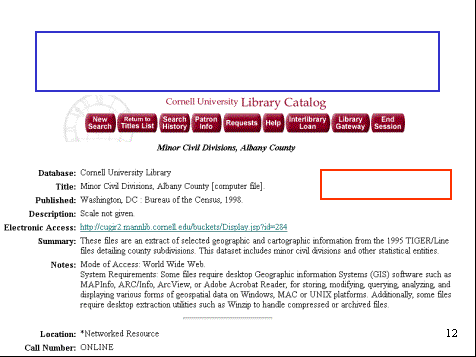 Cornell University Library Catalog
New Search
Return to Titles List
Search History
Patron Info
Requests
Help
Interlibrary Loan
Library Gateway
End Session
Minor Civil Divisions, Albany County
Database: Cornell University Library
Title: Minor Civil Divisions, Albany County [computer file].
Published: Washington, DC : Bureau of the Census, 1998.
Description: Scale not given.
Electronic Access: http://cugir2.mannlib.cornell.edu/buckets/Display.jsp?id=284
Summary: These files are an extract of selected geographic and cartographic information from the 1995 TIGER/Line
files detailing county subdivisions. This dataset includes minor civil divisions and other statistical entities.
Notes: Mode of Access: World Wide Web.
System Requirements: Some files require desktop Geographic information Systems (GIS) software such as
MAPInfo, ARC/Info, ArcView, or Adobe Acrobat Reader, for storing, modifying, querying, analyzing, and
displaying various forms of geospatial data on Windows, MAC or UNIX platforms. Additionally, some files
require desktop extraction utilities such as Winzip to handle compressed or archived files.
Location: *Networked Resource
Call Number: ONLINE
12